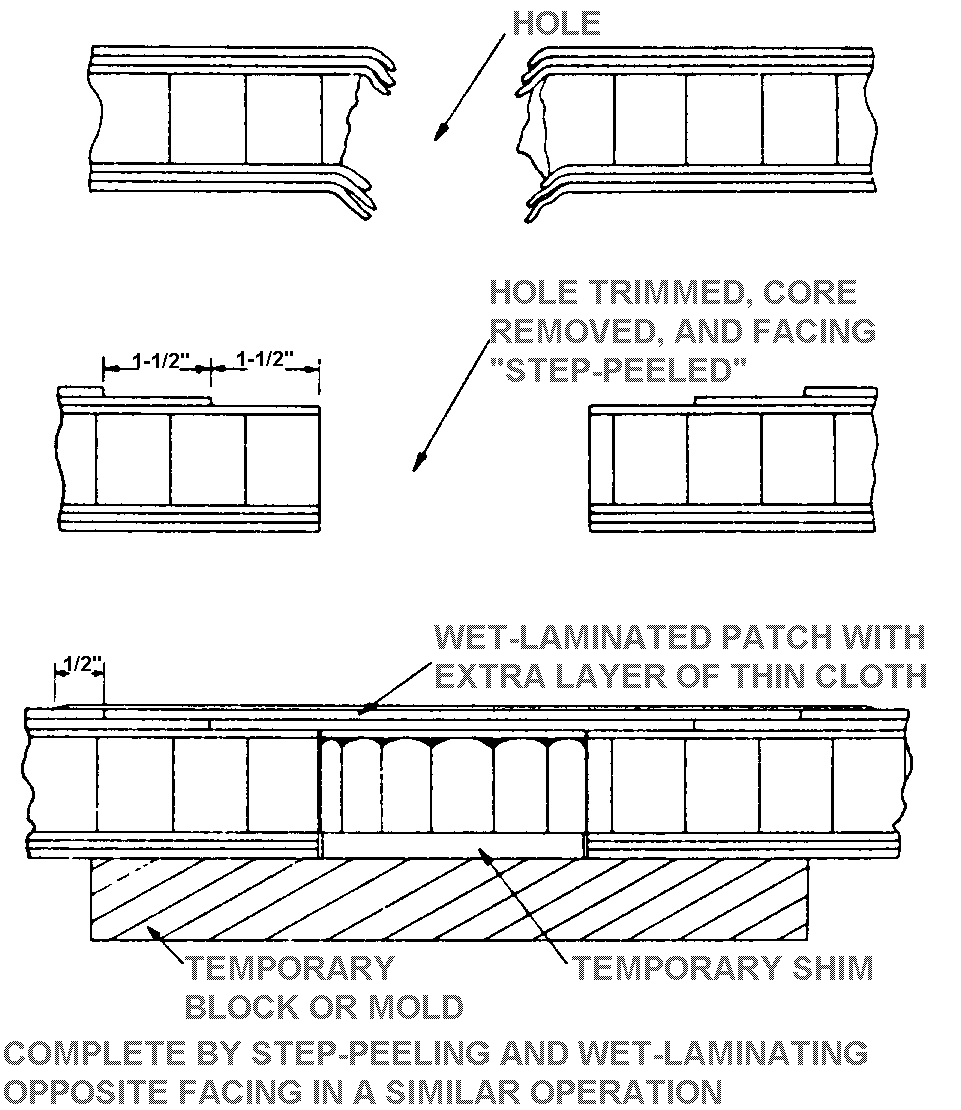 HOLE
HOLE TRIMMED, CORE
REMOVED, AND FACING
"STEP-PEELED"
1-1/2" 1-1/2"
WET-LAMINATED PATCH WITH
EXTRA LAYER OF THIN CLOTH
1/2"
TEMPORARY
BLOCK OR MOLD
TEMPORARY SHIM
COMPLETE BY STEP-PEELING AND WET-LAMINATING
OPPOSITE FACING IN A SIMILAR OPERATION